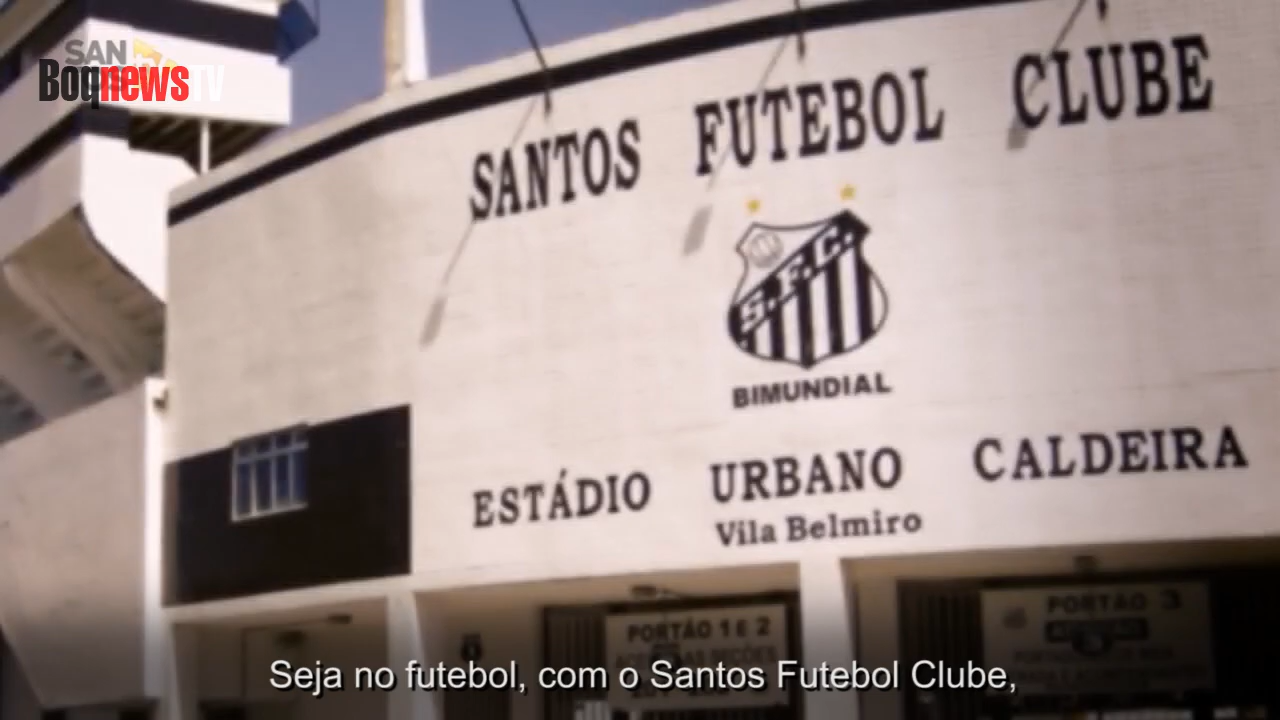 SAN
BoqnewsTV
SANTOS FUTEBOL CLUBE
S.F.C.
BIMUNDIAL
ESTÁDIO URBANO CALDEIRA
Vila Belmiro
PORTÃO 1 E 2
PORTÃO 3
Seja no futebol, com o Santos Futebol Clube,